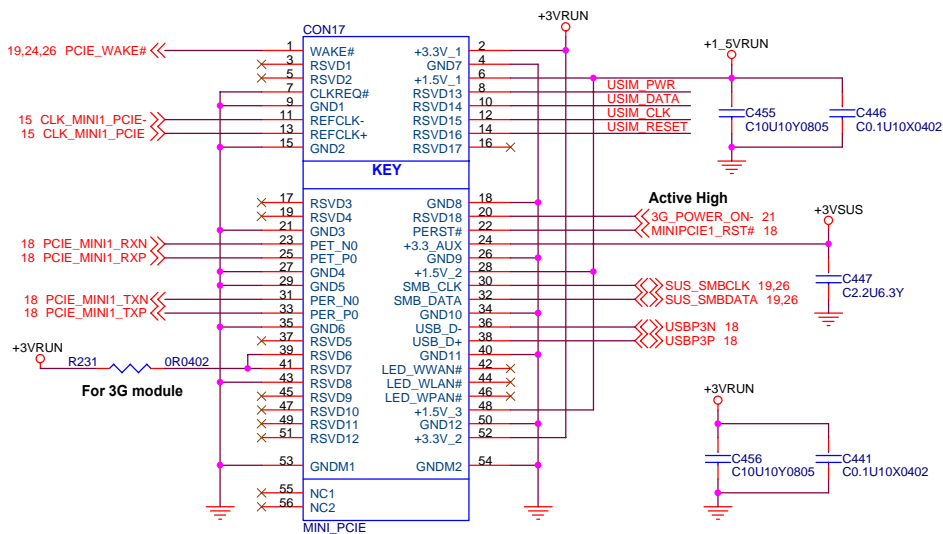 CON17
+3VRUN
19,24,26 PCIE_WAKE#
1 WAKE# +3.3V_1 2
3 RSVD1 GND7 4
5 RSVD2 +1.5V_1 6
7 CLKREQ# RSVD13 8 USIM_PWR
9 GND1 RSVD14 10 USIM_DATA
15 CLK_MINI1_PCIE- 11 REFCLK- RSVD15 12 USIM_CLK
15 CLK_MINI1_PCIE 13 REFCLK+ RSVD16 14 USIM_RESET
15 GND2 RSVD17 16
+1_5VRUN
C455
C10U10Y0805
C446
C0.1U10X0402
KEY
17 RSVD3 GND8 18
Active High
19 RSVD4 RSVD18 20 3G_POWER_ON- 21
21 GND3 PERST# 22 MINIPCIE1_RST# 18
18 PCIE_MINI1_RXN 23 PET_N0 +3.3_AUX 24
18 PCIE_MINI1_RXP 25 PET_P0 GND9 26
27 GND4 +1.5V_2 28
29 GND5 SMB_CLK 30 SUS_SMBCLK 19,26
18 PCIE_MINI1_TXN 31 PER_N0 SMB_DATA 32 SUS_SMBDATA 19,26
18 PCIE_MINI1_TXP 33 PER_P0 GND10 34
35 GND6 USB_D- 36 USBP3N 18
37 RSVD5 USB_D+ 38 USBP3P 18
39 RSVD6 GND11 40
41 RSVD7 LED_WWAN# 42
43 RSVD8 LED_WLAN# 44
45 RSVD9 LED_WPAN# 46
47 RSVD10 +1.5V_3 48
49 RSVD11 GND12 50
51 RSVD12 +3.3V_2 52
53 GNDM1 GNDM2 54
55 NC1
56 NC2
MINI_PCIE
+3VRUN
R231 0R0402
For 3G module
+3VSUS
C447
C2.2U6.3Y
+3VRUN
C456
C10U10Y0805
C441
C0.1U10X0402